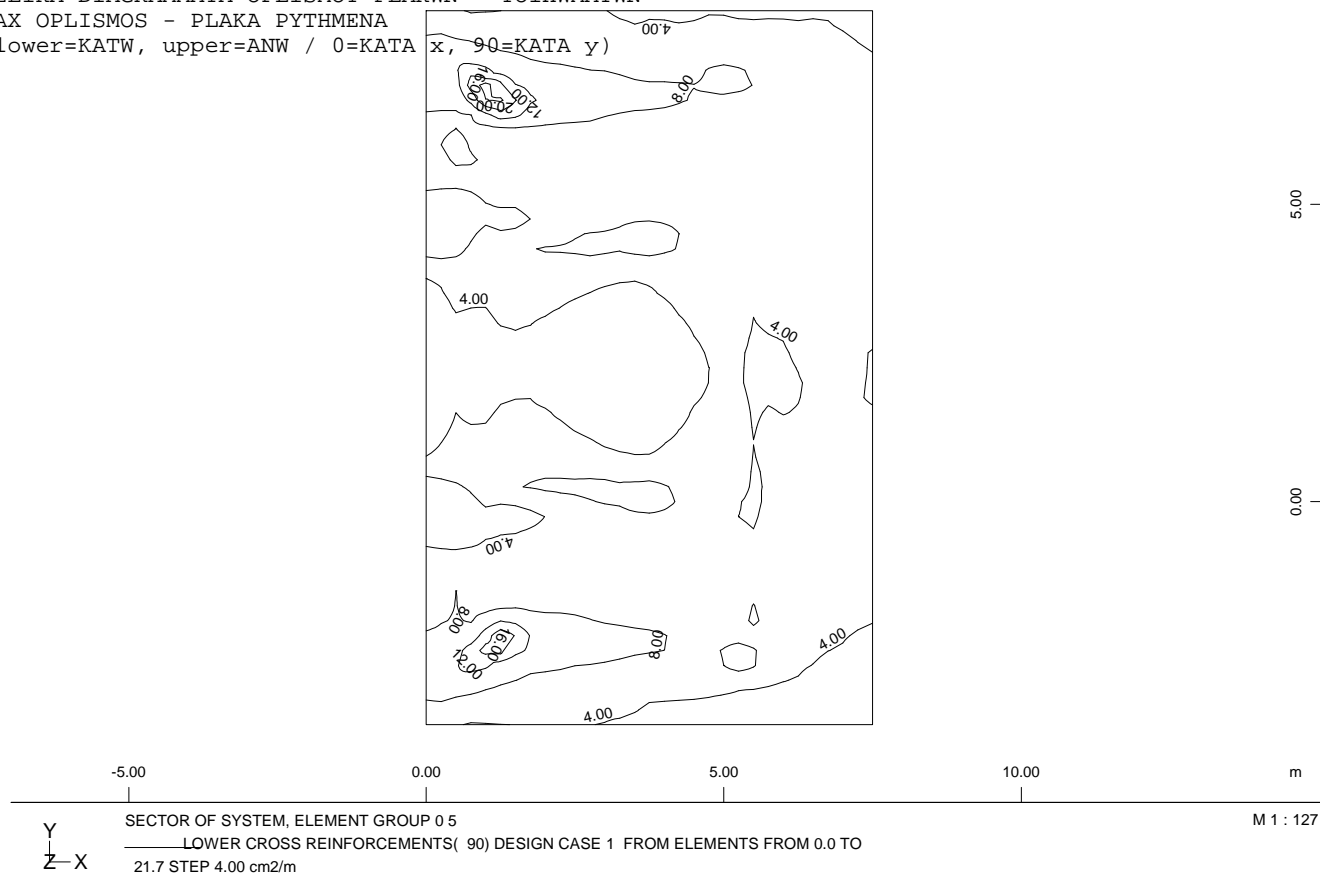 AX OPLISMOS - PLAKA PYTHMENA
lower=KATW, upper=ANW / 0=KATA x, 90=KATA y)
4.00
16.00
12.00
20.00
8.00
5.00
4.00
4.00
0.00
4.00
8.00
16.00
12.00
8.00
4.00
4.00
-5.00 0.00 5.00 10.00 m
SECTOR OF SYSTEM, ELEMENT GROUP 0 5 M 1 : 127
Y
Z X
LOWER CROSS REINFORCEMENTS( 90) DESIGN CASE 1 FROM ELEMENTS FROM 0.0 TO
21.7 STEP 4.00 cm2/m